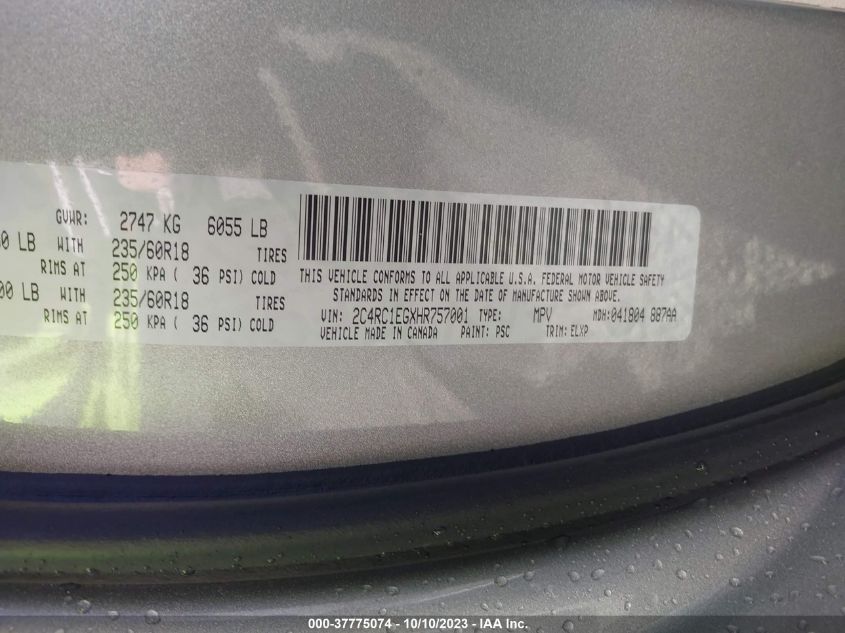 GVWR: 2747 KG 6055 LB
0 LB WITH 235/60R18 TIRES
RIMS AT 250 KPA ( 36 PSI) COLD
00 LB WITH 235/60R18 TIRES
RIMS AT 250 KPA ( 36 PSI) COLD
THIS VEHICLE CONFORMS TO ALL APPLICABLE U.S.A. FEDERAL MOTOR VEHICLE SAFETY
STANDARDS IN EFFECT ON THE DATE OF MANUFACTURE SHOWN ABOVE.
VIN: 2C4RC1EGXHR757001 TYPE: MPV MDH:041804 887AA
VEHICLE MADE IN CANADA PAINT: PSC TRIM: ELXP
000-37775074 - 10/10/2023 - IAA Inc.